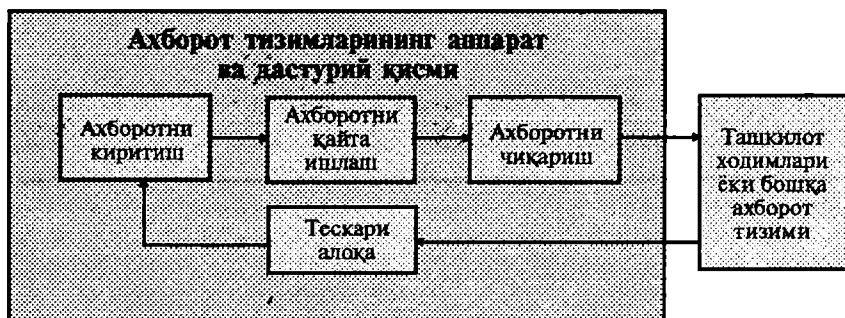 Ахборот тизимларининг аппарат
ва дастурий қисми
Ахборотни
киритиш
Ахборотни
қайта
ишлаш
Ахборотни
чиқариш
Ташкилот
ходимлари
ёки бошқа
ахборот
тизими
Тескари
алоқа